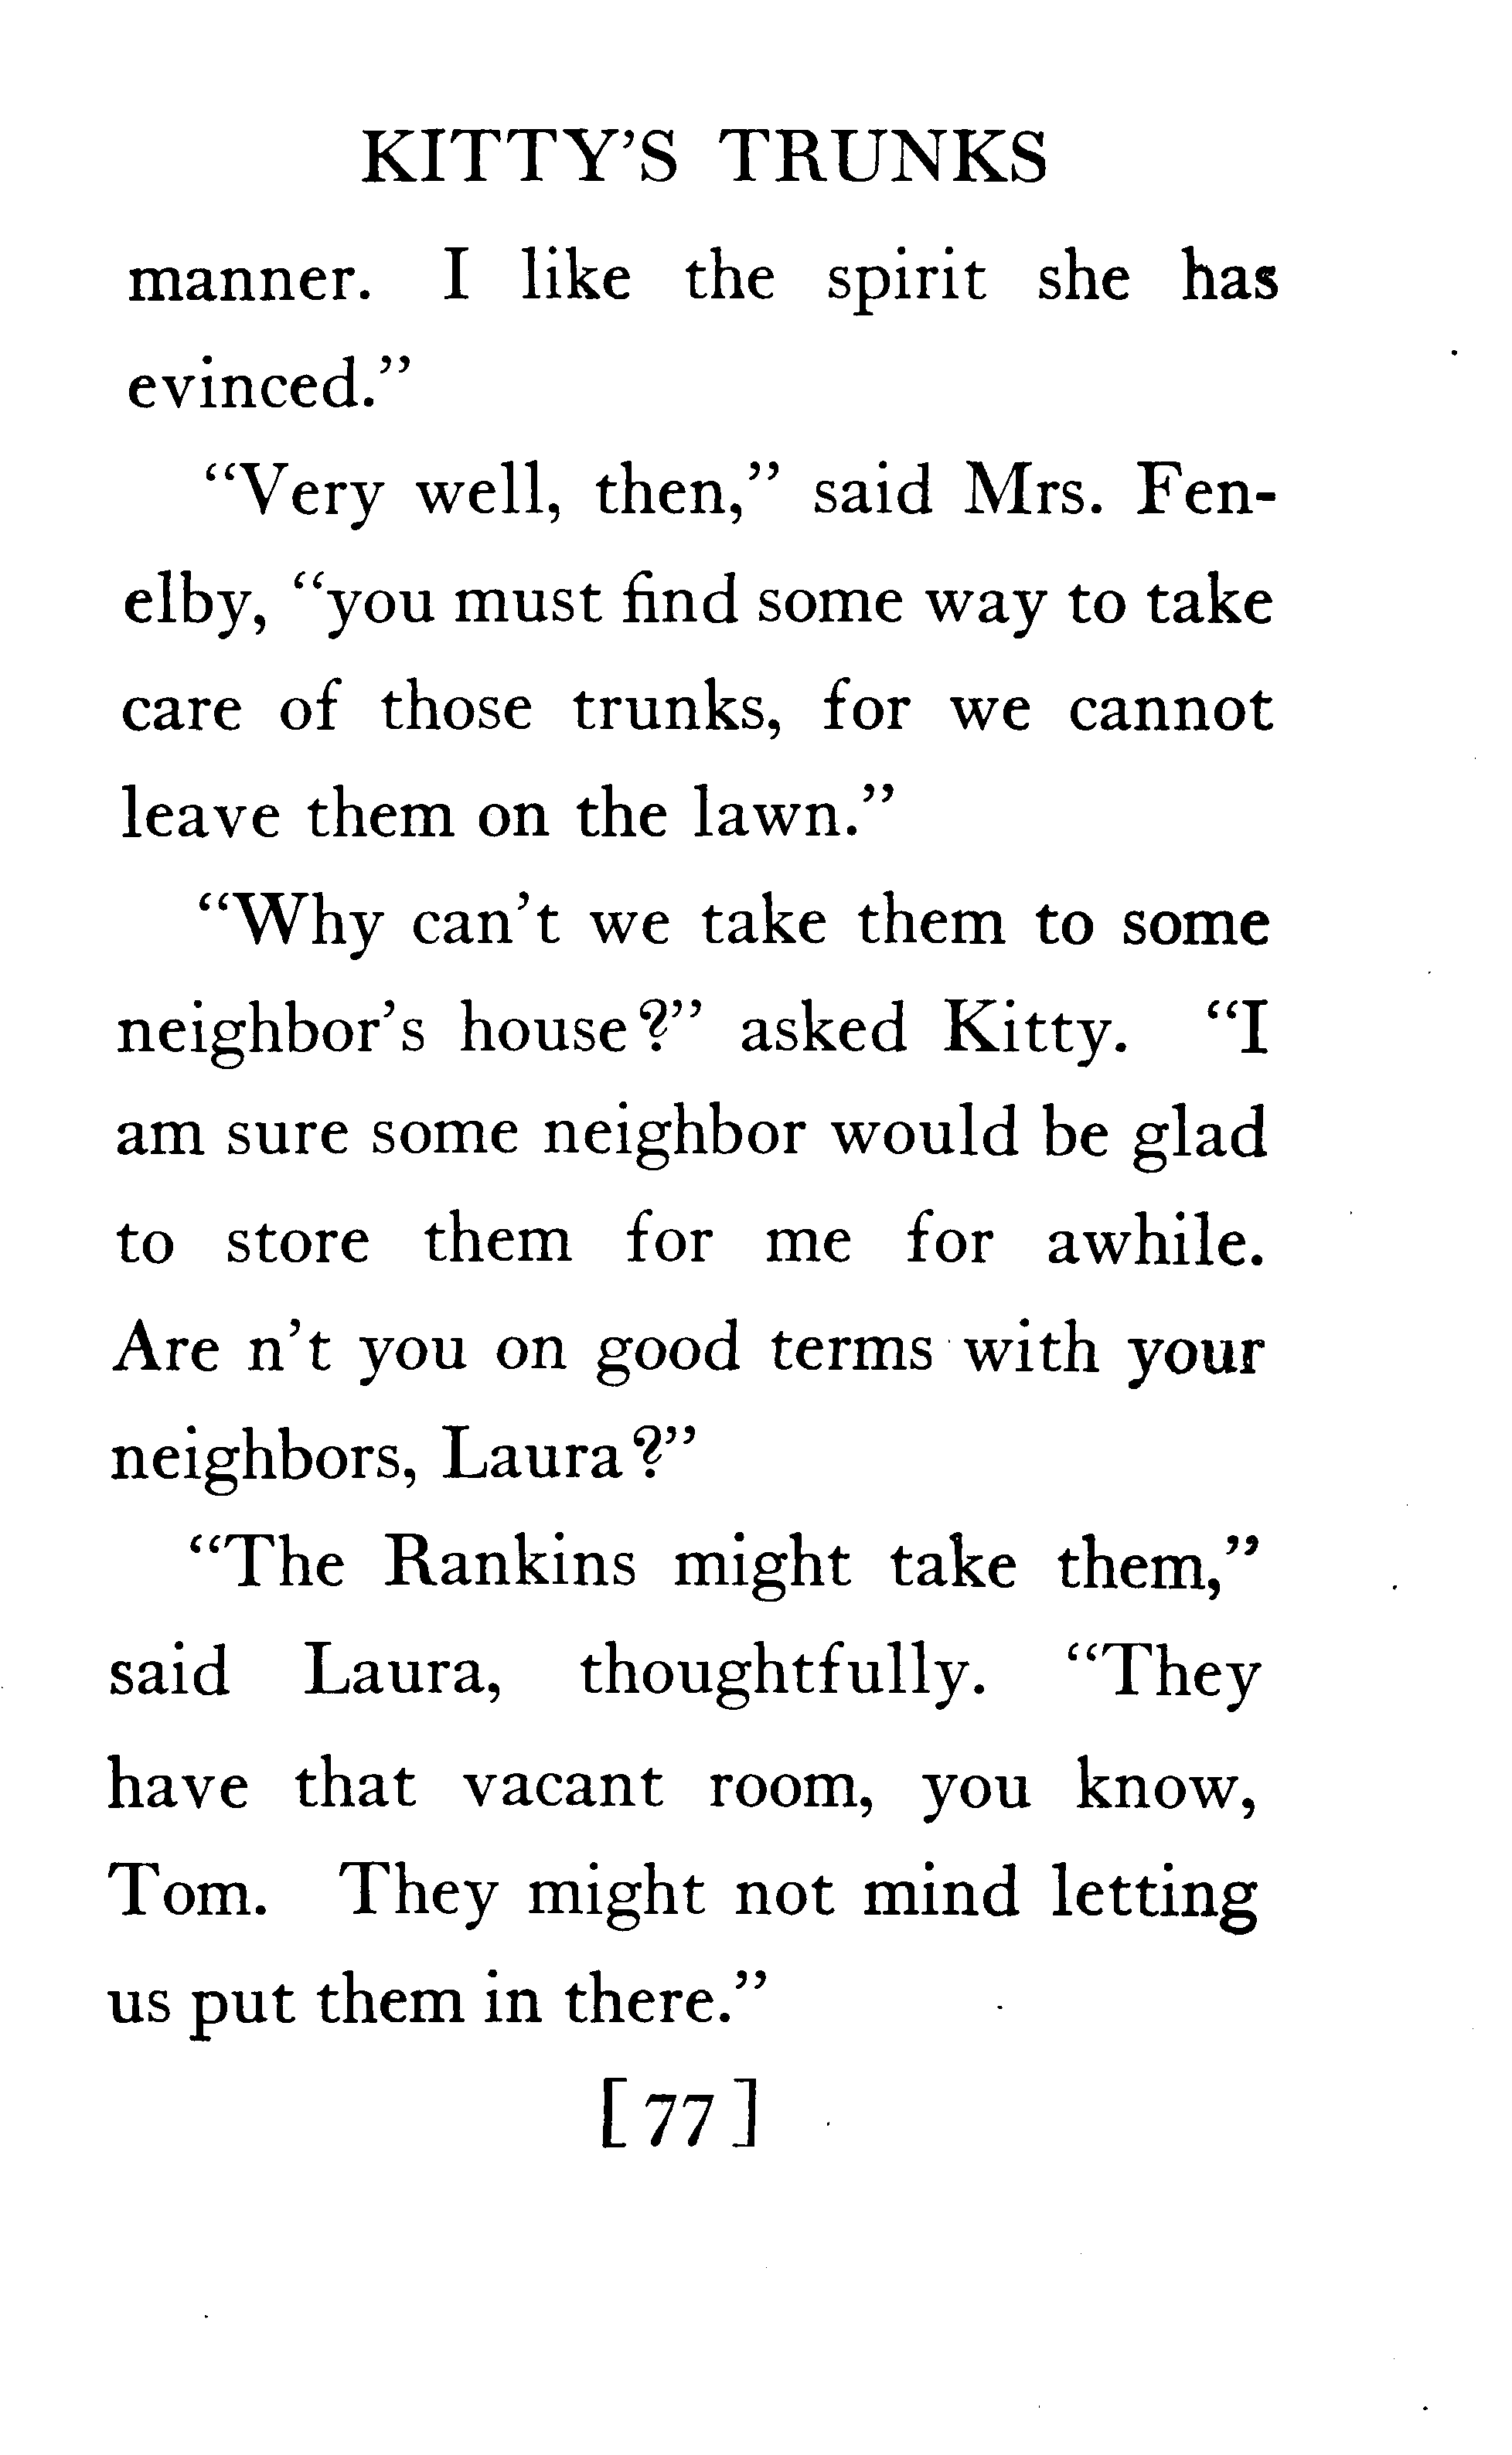 KITTY'S TRUNKS
manner. I like the spirit she has
evinced."
"Very well, then," said Mrs. Fen-
elby, "you must find some way to take
care of those trunks, for we cannot
leave them on the lawn."
"Why can't we take them to some
neighbor's house?" asked Kitty. "I
am sure some neighbor would be glad
to store them for me for awhile.
Are n't you on good terms with your
neighbors, Laura?"
"The Rankins might take them,"
said Laura, thoughtfully. "They
have that vacant room, you know,
Tom. They might not mind letting
us put them in there."
[77]